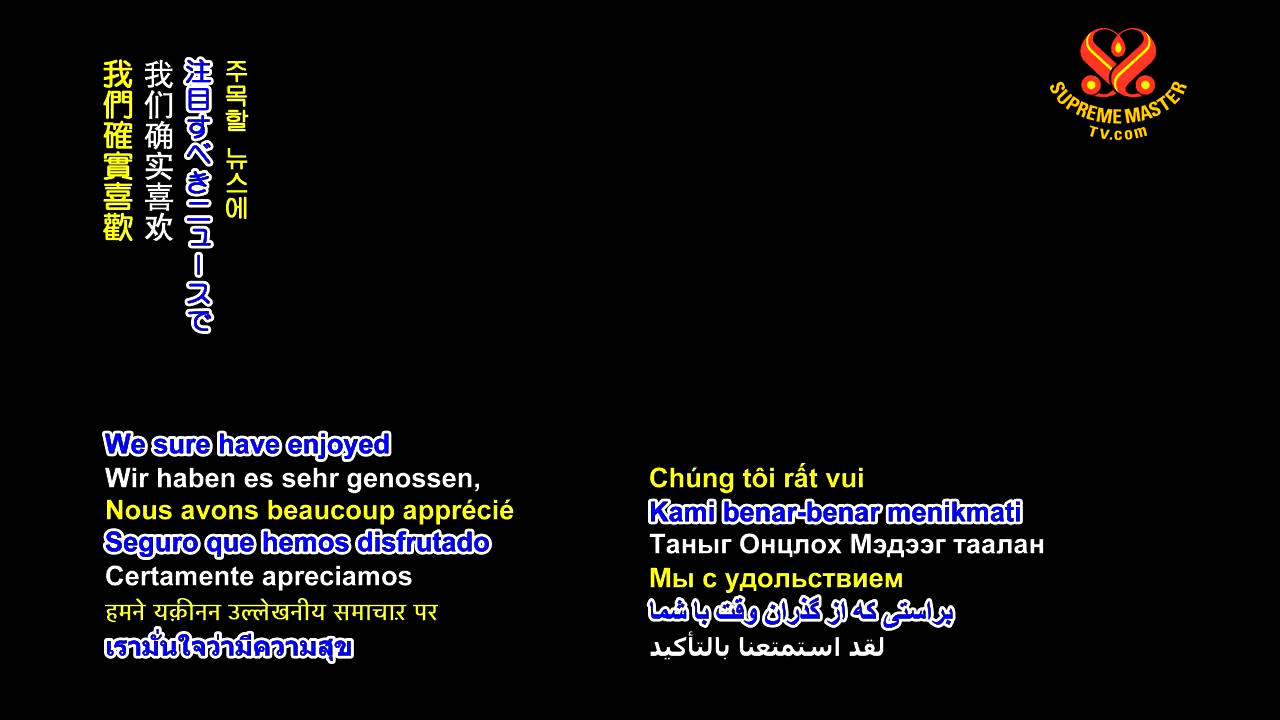 我們確實喜歡
我们确实喜欢
注目すべきニュースで
주목할 뉴스에
SUPREME MASTER
TV.com
We sure have enjoyed
Wir haben es sehr genossen,
Nous avons beaucoup apprécié
Seguro que hemos disfrutado
Certamente apreciamos
हमने यक़ीनन उल्लेखनीय समाचाऱ पर
เรามั่นใจว่ามีความสุข
Chúng tôi rất vui
Kami benar-benar menikmati
Таныг Онцлох Мэдээг таалан
Мы с удольствием
براستی که از گذران وقت با شما
لقد استمتعنا بالتأكيد